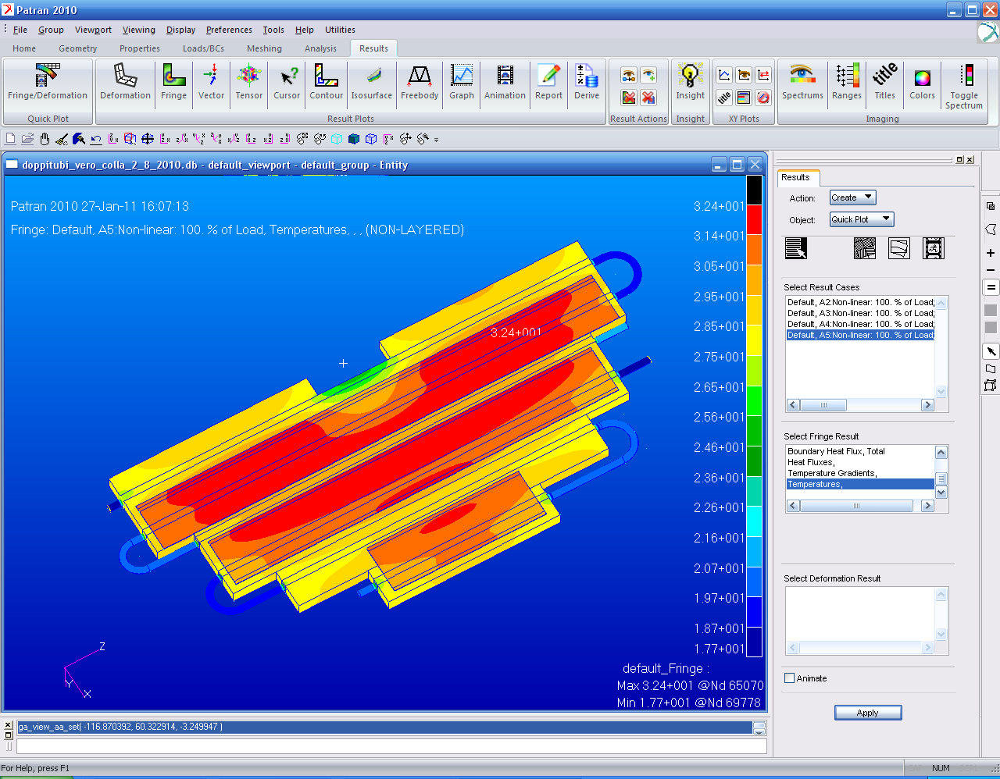 Patran 2010
File Group Viewport Viewing Display Preferences Tools Help Utilities
Home Geometry Properties Loads/BCs Meshing Analysis Results
Fringe/Deformation Deformation Fringe Vector Tensor Cursor Contour Isosurface Freebody Graph Animation Report Derive Insight Spectrums Ranges Titles Colors Toggle Spectrum
Quick Plot Result Plots Result Actions Insight XY Plots Imaging
doppitubi_vero_colla_2_8_2010.db - default_viewport - default_group - Entity
Patran 2010 27-Jan-11 16:07:13
Fringe: Default, A5:Non-linear: 100. % of Load, Temperatures, , , (NON-LAYERED)
3.24+001
3.24+001
3.14+001
3.05+001
2.95+001
2.85+001
2.75+001
2.65+001
2.56+001
2.46+001
2.36+001
2.26+001
2.16+001
2.07+001
1.97+001
1.87+001
1.77+001
default_Fringe :
Max 3.24+001 @Nd 65070
Min 1.77+001 @Nd 69778
Z
Y
X
Results
Action: Create
Object: Quick Plot
Select Result Cases
Default, A2:Non-linear: 100. % of Load;
Default, A3:Non-linear: 100. % of Load;
Default, A4:Non-linear: 100. % of Load;
Default, A5:Non-linear: 100. % of Load;
Select Fringe Result
Boundary Heat Flux, Total
Heat Fluxes,
Temperature Gradients,
Temperatures,
Select Deformation Result
Animate
Apply
ga_view_aa_set( -116.870392, 60.322914, -3.249947 )
For Help, press F1
NUM